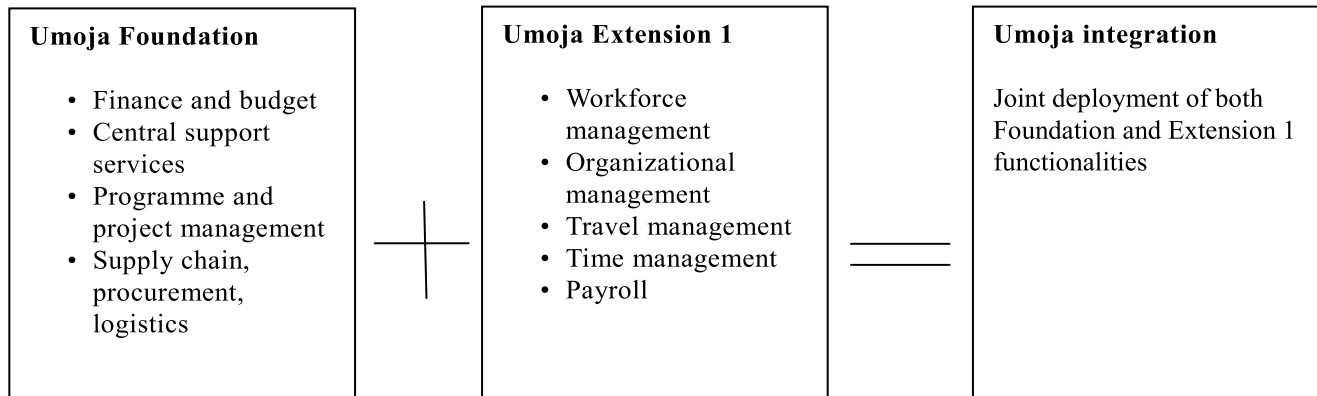 Umoja Foundation
• Finance and budget
• Central support
services
• Programme and
project management
• Supply chain,
procurement,
logistics
Umoja Extension 1
• Workforce
management
• Organizational
management
• Travel management
• Time management
• Payroll
Umoja integration
Joint deployment of both
Foundation and Extension 1
functionalities